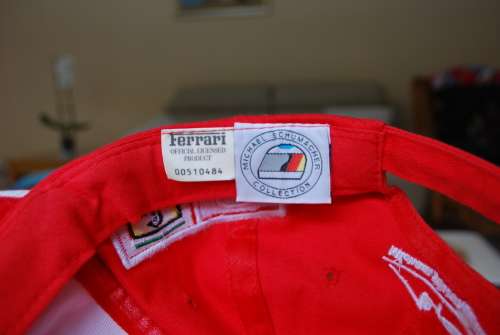 Ferrari
OFFICIAL LICENSED
PRODUCT
00510484
MICHAEL SCHUMACHER
COLLECTION